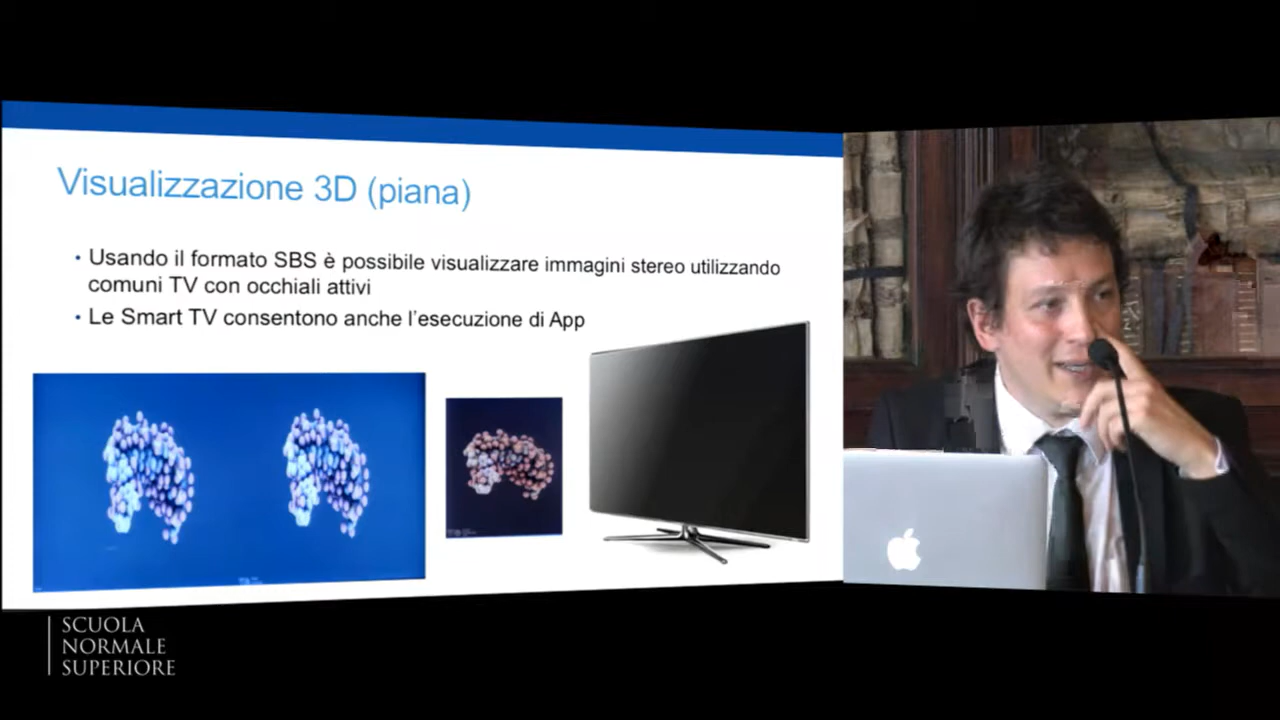 Visualizzazione 3D (piana)
• Usando il formato SBS è possibile visualizzare immagini stereo utilizzando
comuni TV con occhiali attivi
• Le Smart TV consentono anche l'esecuzione di App
SCUOLA
NORMALE
SUPERIORE